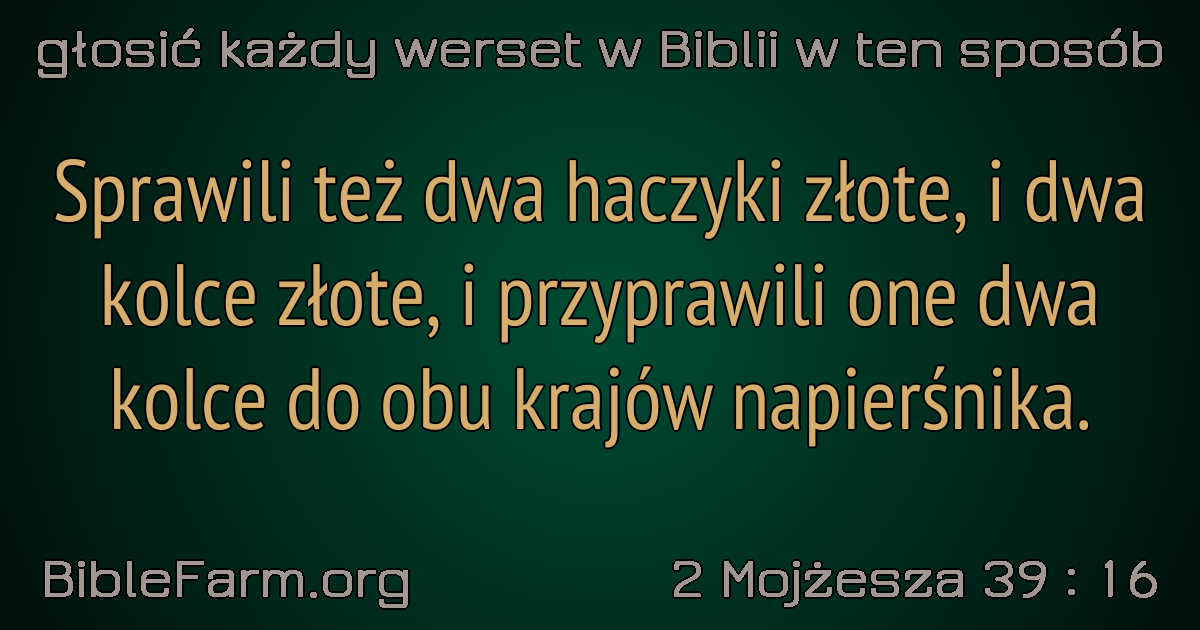 głosić każdy werset w Biblii w ten sposób
Sprawili też dwa haczyki złote, i dwa
kolce złote, i przyprawili one dwa
kolce do obu krajów napierśnika.
BibleFarm.org
2 Mojżesza 39 : 16